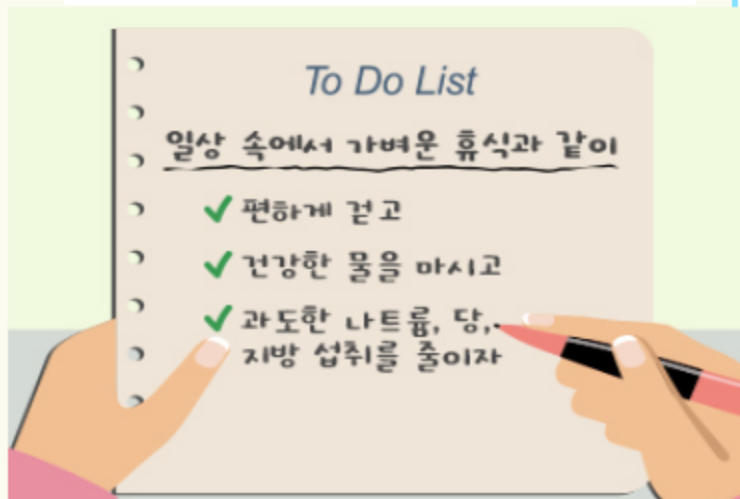 To Do List
일상 속에서 가벼운 휴식과 같이
편하게 걷고
건강한 물을 마시고
과도한 나트륨, 당,
지방 섭취를 줄이자